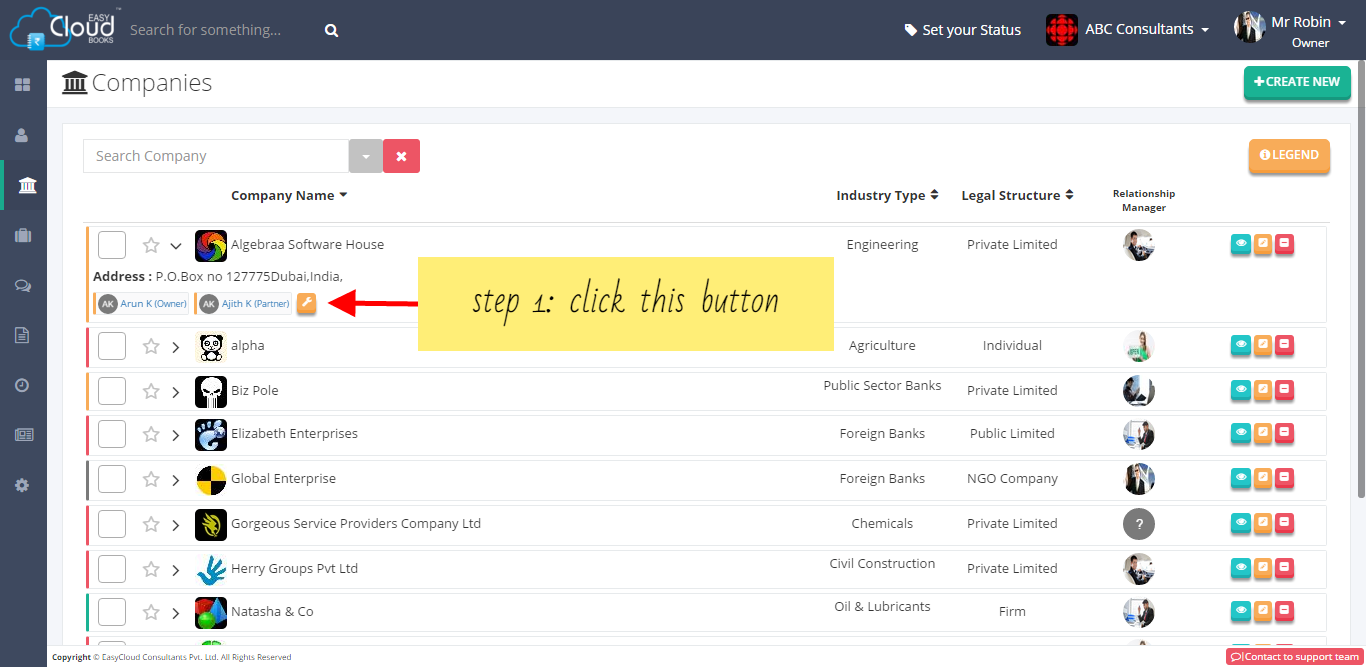 EASY
Cloud
BOOKS
™
Search for something...
Set your Status
ABC Consultants
Mr Robin
Owner
Companies
+CREATE NEW
Search Company
LEGEND
Company Name
Industry Type
Legal Structure
Relationship
Manager
Algebraa Software House
Engineering
Private Limited
Address : P.O.Box no 127775Dubai,India,
AK Arun K (Owner)
AK Ajith K (Partner)
step 1: click this button
alpha
Agriculture
Individual
Biz Pole
Public Sector Banks
Private Limited
Elizabeth Enterprises
Foreign Banks
Public Limited
Global Enterprise
Foreign Banks
NGO Company
Gorgeous Service Providers Company Ltd
Chemicals
Private Limited
?
Herry Groups Pvt Ltd
Civil Construction
Private Limited
Natasha & Co
Oil & Lubricants
Firm
Copyright © EasyCloud Consultants Pvt. Ltd. All Rights Reserved
Contact to support team